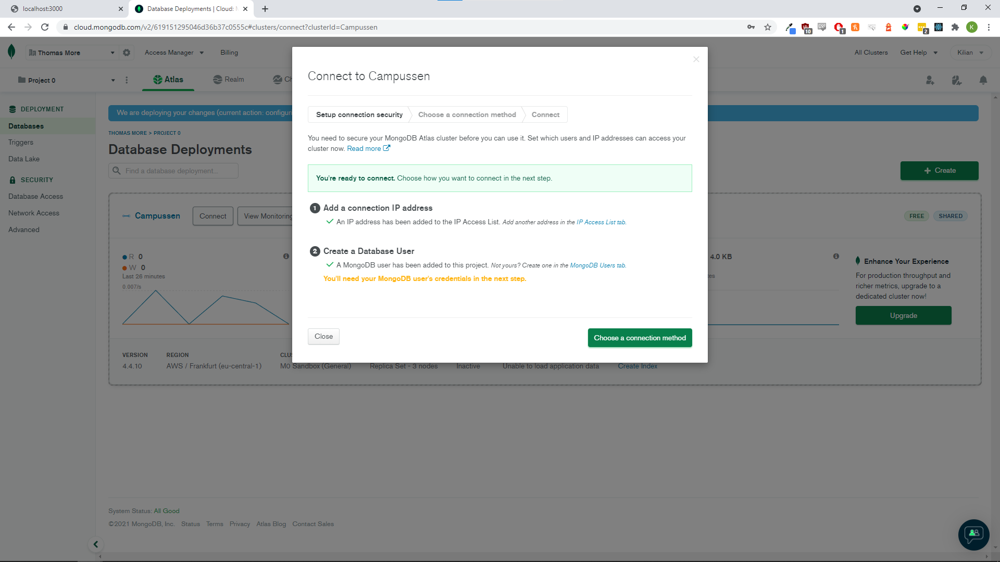 localhost:3000
Database Deployments | Cloud:
cloud.mongodb.com/v2/619151295046d36b37c0555c#clusters/connect?clusterId=Campussen
10
1
2
K
Thomas More
Access Manager
Billing
All Clusters
Get Help
Kilian
Project 0
Atlas
Realm
Ch
DEPLOYMENT
Databases
Triggers
Data Lake
SECURITY
Database Access
Network Access
Advanced
We are deploying your changes (current action: configuri
THOMAS MORE > PROJECT 0
Database Deployments
Find a database deployment...
Create
Campussen
Connect
View Monitoring
FREE
SHARED
R 0
W 0
Last 26 minutes
0.007/s
4.0 KB
es
Enhance Your Experience
For production throughput and
richer metrics, upgrade to a
dedicated cluster now!
Upgrade
VERSION
4.4.10
REGION
AWS / Frankfurt (eu-central-1)
CLU
M0 Sandbox (General)
Replica Set - 3 nodes
Inactive
Unable to load application data
Create Index
Connect to Campussen
Setup connection security
Choose a connection method
Connect
You need to secure your MongoDB Atlas cluster before you can use it. Set which users and IP addresses can access your
cluster now. Read more
You're ready to connect. Choose how you want to connect in the next step.
1 Add a connection IP address
An IP address has been added to the IP Access List. Add another address in the IP Access List tab.
2 Create a Database User
A MongoDB user has been added to this project. Not yours? Create one in the MongoDB Users tab.
You'll need your MongoDB user's credentials in the next step.
Close
Choose a connection method
System Status: All Good
©2021 MongoDB, Inc. Status Terms Privacy Atlas Blog Contact Sales